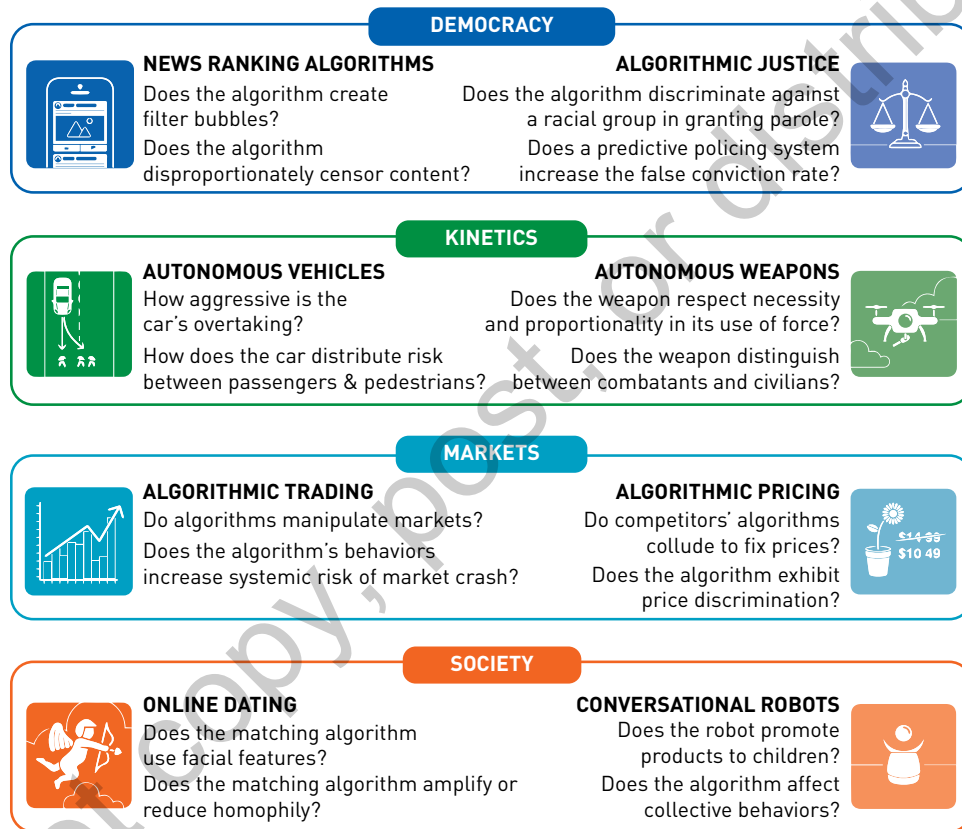 DEMOCRACY
NEWS RANKING ALGORITHMS
Does the algorithm create
filter bubbles?
Does the algorithm
disproportionately censor content?
ALGORITHMIC JUSTICE
Does the algorithm discriminate against
a racial group in granting parole?
Does a predictive policing system
increase the false conviction rate?
KINETICS
AUTONOMOUS VEHICLES
How aggressive is the
car's overtaking?
How does the car distribute risk
between passengers & pedestrians?
AUTONOMOUS WEAPONS
Does the weapon respect necessity
and proportionality in its use of force?
Does the weapon distinguish
between combatants and civilians?
MARKETS
ALGORITHMIC TRADING
Do algorithms manipulate markets?
Does the algorithm's behaviors
increase systemic risk of market crash?
ALGORITHMIC PRICING
Do competitors' algorithms
collude to fix prices?
Does the algorithm exhibit
price discrimination?
$10 49
SOCIETY
ONLINE DATING
Does the matching algorithm
use facial features?
Does the matching algorithm amplify or
reduce homophily?
CONVERSATIONAL ROBOTS
Does the robot promote
products to children?
Does the algorithm affect
collective behaviors?
copy, post, or